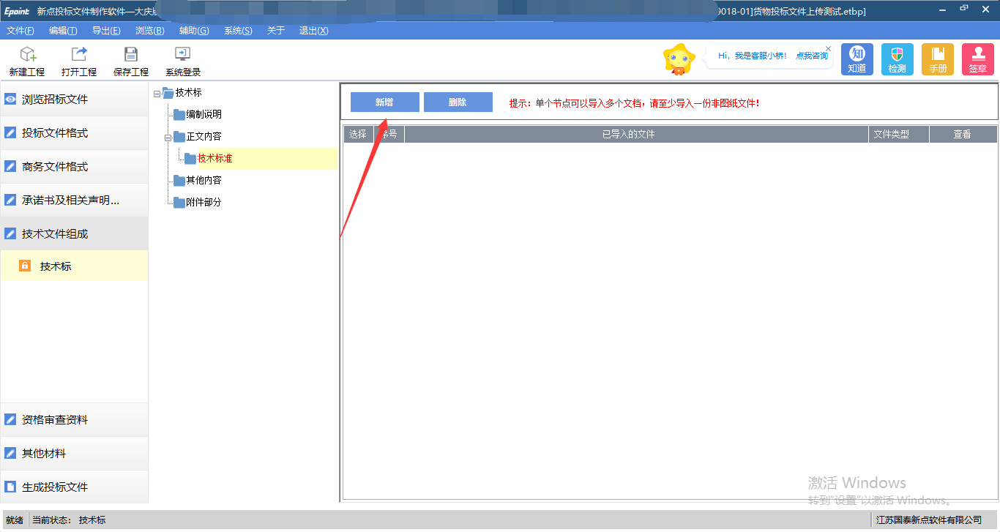 Epoint 新点投标文件制作软件—大庆版
9018-01]货物投标文件上传测试.etbp]
文件(F) 编辑(T) 导出(E) 浏览(B) 辅助(G) 系统(S) 关于 退出(X)
新建工程 打开工程 保存工程 系统登录
Hi，我是客服小桥！ 点我咨询
知 知道 检测 手册 签章
浏览招标文件
投标文件格式
商务文件格式
承诺书及相关声明...
技术文件组成
技术标
资格审查资料
其他材料
生成投标文件
技术标
编制说明
正文内容
技术标准
其他内容
附件部分
新增 删除 提示：单个节点可以导入多个文档，请至少导入一份非图纸文件！
选择 序号 已导入的文件 文件类型 查看
激活 Windows
转到"设置"以激活 Windows。
就绪 当前状态： 技术标 江苏国泰新点软件有限公司